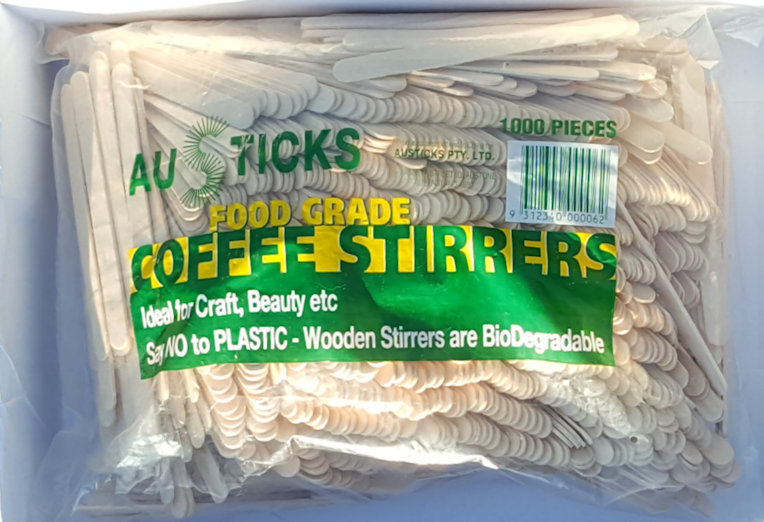 AUSTICKS
1000 PIECES
AUSTICKS PTY. LTD.
9 312340 000062
FOOD GRADE
COFFEE STIRRERS
Ideal for Craft, Beauty etc
Say NO to PLASTIC - Wooden Stirrers are BioDegradable